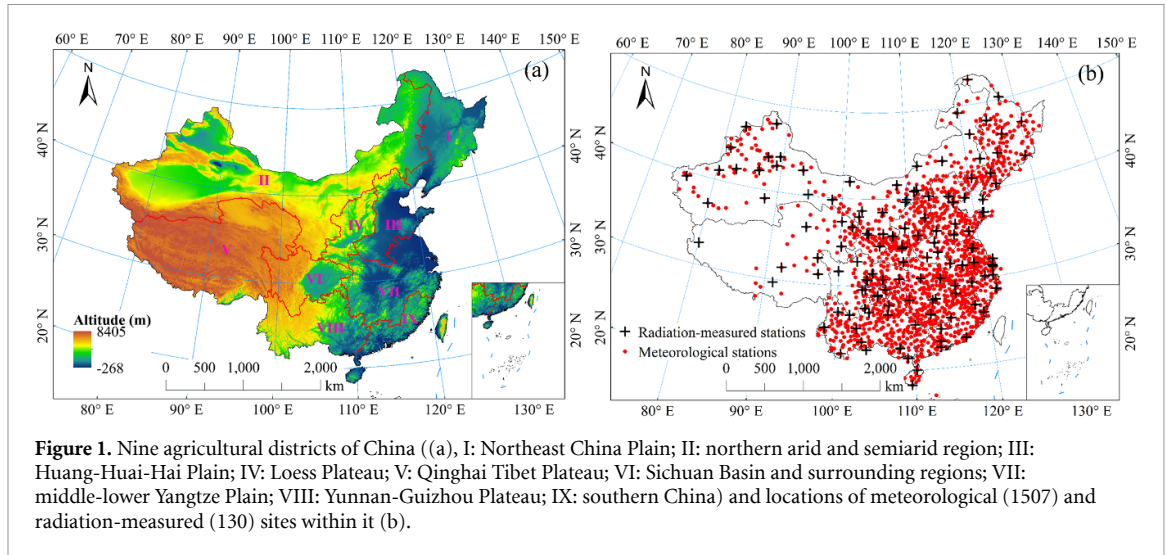 60° E 70° E 80° E 90° E 100° E 110° E 120° E 130° E 140° E 150° E
N
(a)
40° N
30° N
20° N
40° N
30° N
20° N
I
II
III
IV
V
VI
VII
VIII
IX
Altitude (m)
8405
-268
0 500 1,000 2,000
km
80° E 90° E 100° E 110° E 120° E 130° E
60° E 70° E 80° E 90° E 100° E 110° E 120° E 130° E 140° E 150° E
N
(b)
40° N
30° N
20° N
40° N
30° N
20° N
Radiation-measured stations
Meteorological stations
0 500 1,000 2,000
km
80° E 90° E 100° E 110° E 120° E 130° E
Figure 1. Nine agricultural districts of China ((a), I: Northeast China Plain; II: northern arid and semiarid region; III:
Huang-Huai-Hai Plain; IV: Loess Plateau; V: Qinghai Tibet Plateau; VI: Sichuan Basin and surrounding regions; VII:
middle-lower Yangtze Plain; VIII: Yunnan-Guizhou Plateau; IX: southern China) and locations of meteorological (1507) and
radiation-measured (130) sites within it (b).